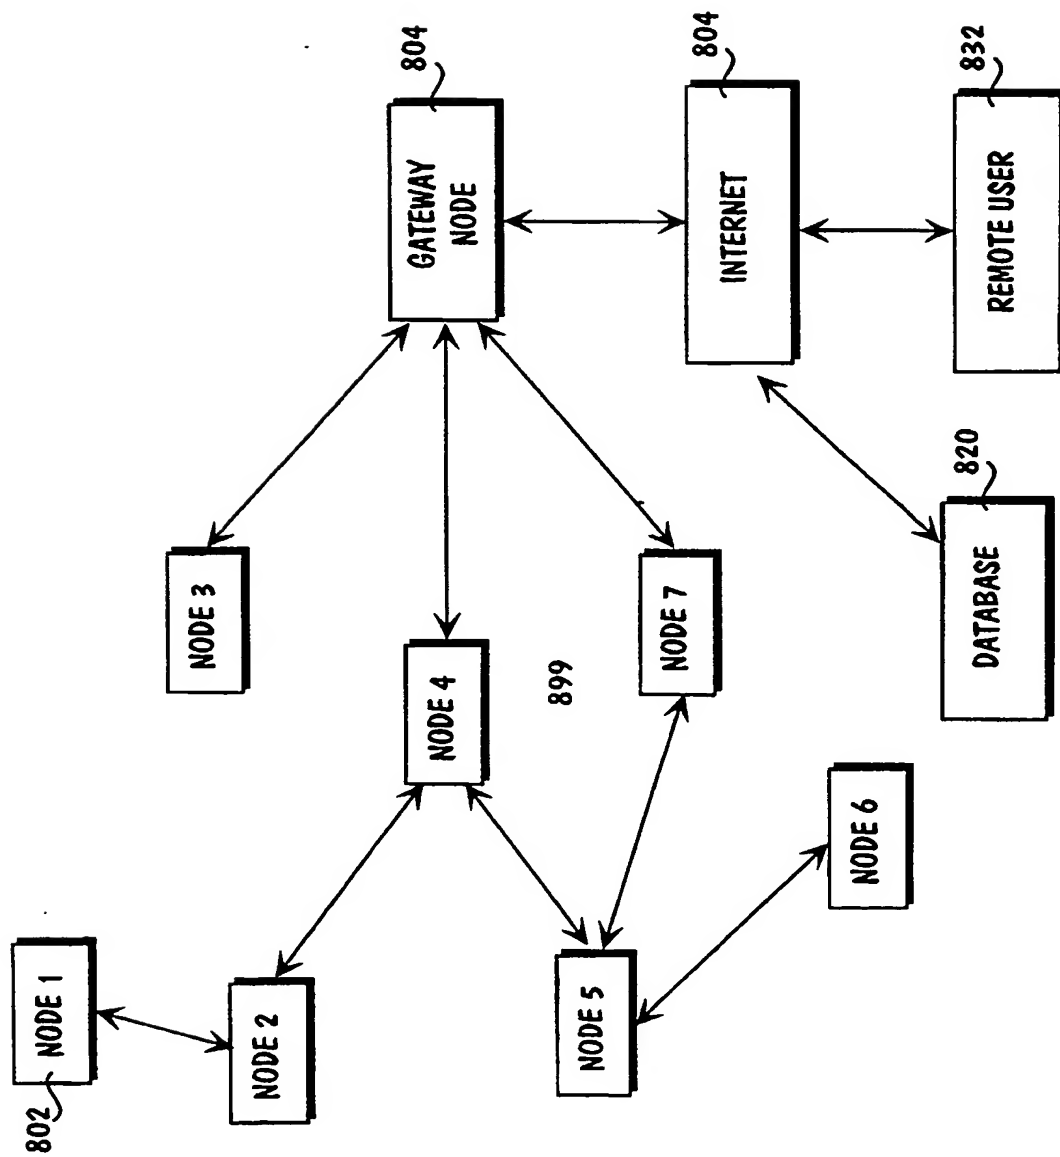 802
NODE 1
NODE 2
NODE 3
NODE 4
NODE 5
NODE 6
NODE 7
899
GATEWAY
NODE
804
INTERNET
804
DATABASE
820
REMOTE USER
832